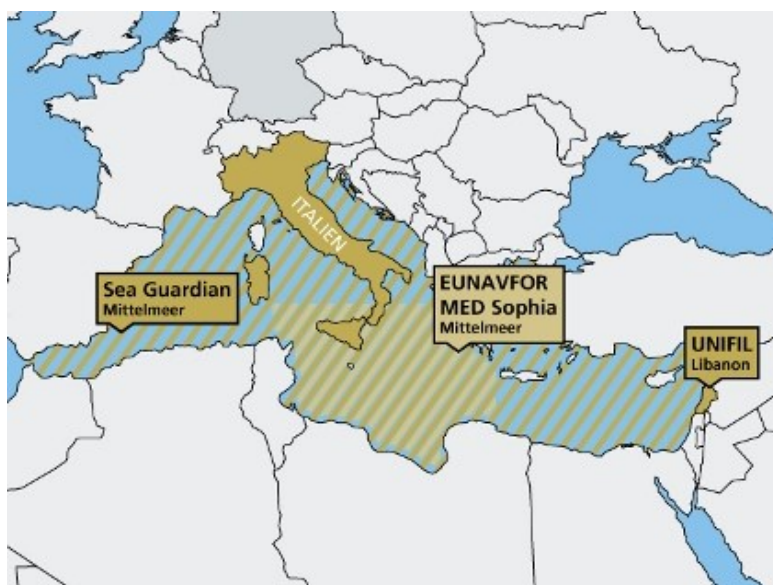 ITALIEN
Sea Guardian
Mittelmeer
EUNAVFOR
MED Sophia
Mittelmeer
UNIFIL
Libanon